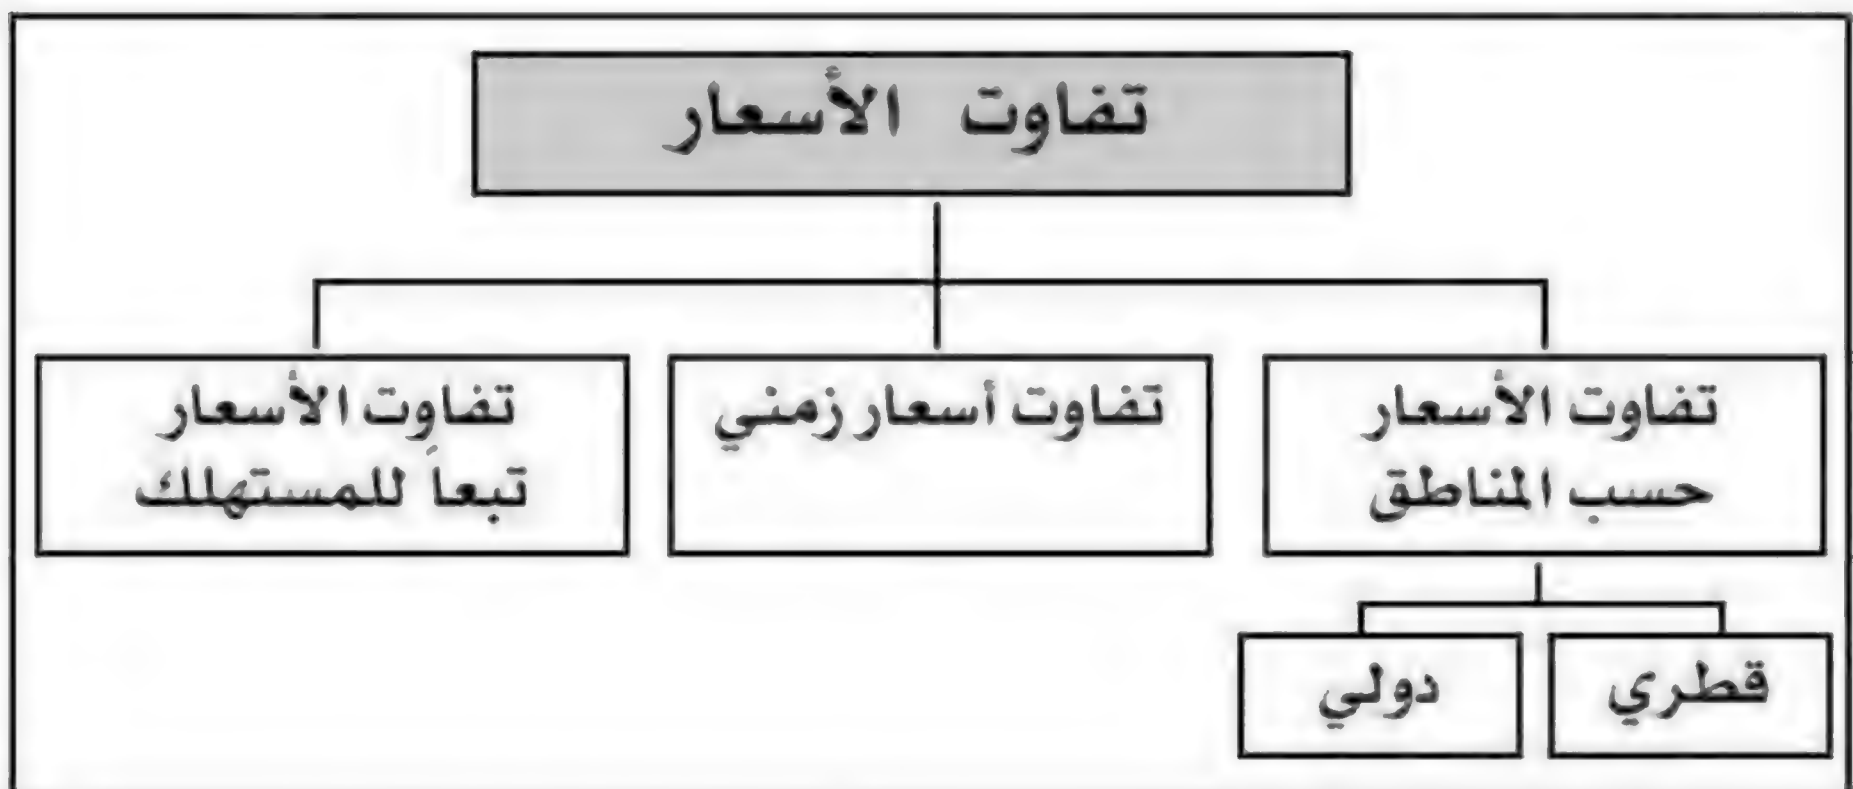 تفاوت الأسعار
تفاوت الأسعار
حسب المناطق
تفاوت أسعار زمني
تفاوت الأسعار
تبعاً للمستهلك
قطري
دولي